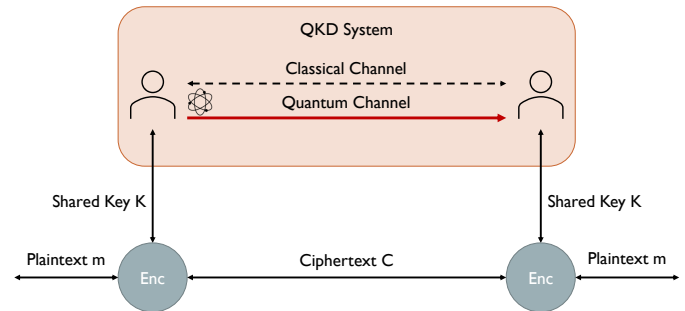 QKD System
Classical Channel
Quantum Channel
Shared Key K
Shared Key K
Plaintext m
Enc
Ciphertext C
Enc
Plaintext m